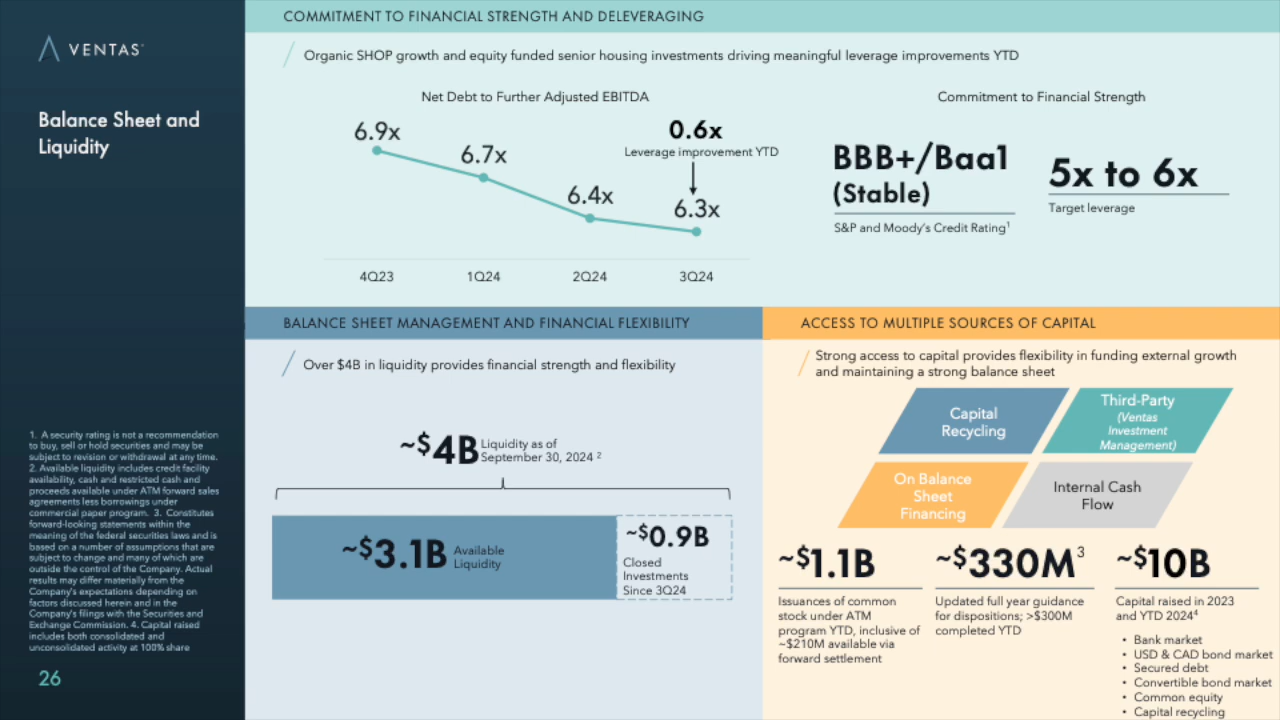 VENTAS
Balance Sheet and
Liquidity
COMMITMENT TO FINANCIAL STRENGTH AND DELEVERAGING
Organic SHOP growth and equity funded senior housing investments driving meaningful leverage improvements YTD
Net Debt to Further Adjusted EBITDA
6.9x
6.7x
6.4x
0.6x
Leverage improvement YTD
6.3x
4Q23
1Q24
2Q24
3Q24
Commitment to Financial Strength
BBB+/Baa1
(Stable)
S&P and Moody's Credit Rating1
5x to 6x
Target leverage
BALANCE SHEET MANAGEMENT AND FINANCIAL FLEXIBILITY
Over $4B in liquidity provides financial strength and flexibility
~$4B
Liquidity as of
September 30, 2024 2
~$3.1B
Available
Liquidity
~$0.9B
Closed
Investments
Since 3Q24
ACCESS TO MULTIPLE SOURCES OF CAPITAL
Strong access to capital provides flexibility in funding external growth
and maintaining a strong balance sheet
Capital
Recycling
Third-Party
(Ventas
Investment
Management)
On Balance
Sheet
Financing
Internal Cash
Flow
~$1.1B
Issuances of common
stock under ATM
program YTD, inclusive of
~$210M available via
forward settlement
~$330M3
Updated full year guidance
for dispositions; >$300M
completed YTD
~$10B
Capital raised in 2023
and YTD 20244
• Bank market
• USD & CAD bond market
• Secured debt
• Convertible bond market
• Common equity
• Capital recycling
1. A security rating is not a recommendation
to buy, sell or hold securities and may be
subject to revision or withdrawal at any time.
2. Available liquidity includes credit facility
availability, cash and restricted cash and
proceeds available under ATM forward sales
agreements less borrowings under
commercial paper program. 3. Constitutes
forward-looking statements within the
meaning of the federal securities laws and is
based on a number of assumptions that are
subject to change and many of which are
outside the control of the Company. Actual
results may differ materially from the
Company's expectations depending on
factors discussed herein and in the
Company's filings with the Securities and
Exchange Commission. 4. Capital raised
includes both consolidated and
unconsolidated activity at 100% share
26